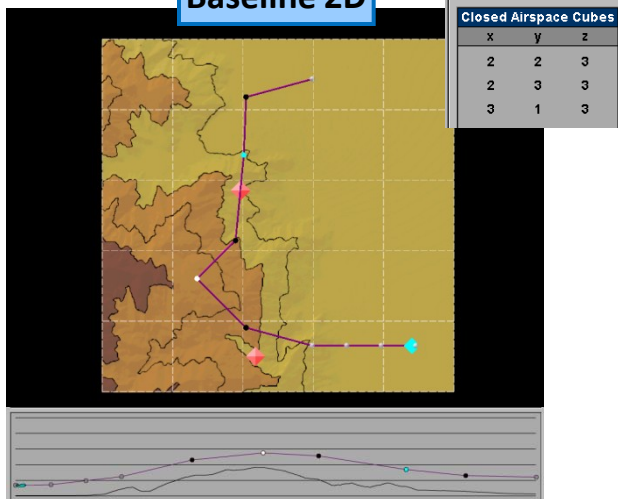 Baseline 2D
Closed Airspace Cubes
x y z
2 2 3
2 3 3
3 1 3